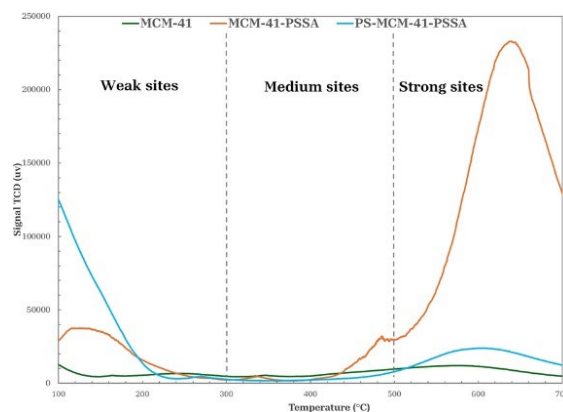 250000
MCM-41 MCM-41-PSSA PS-MCM-41-PSSA
200000
Weak sites Medium sites Strong sites
150000
Signal TCD (uv)
100000
50000
0
100 200 300 400 500 600 700
Temperature (°C)